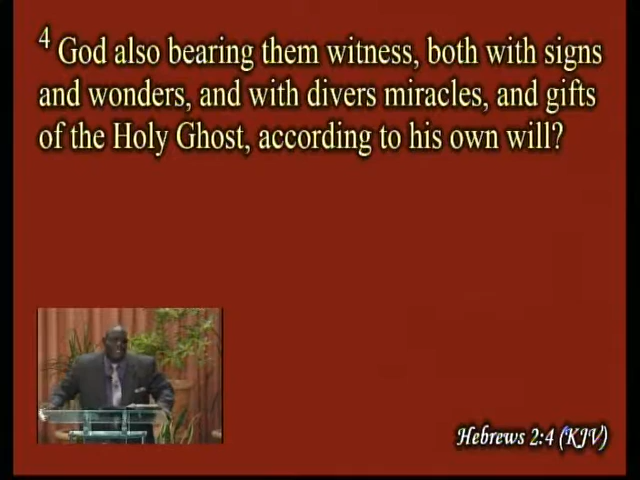 4 God also bearing them witness, both with signs
and wonders, and with divers miracles, and gifts
of the Holy Ghost, according to his own will?
Hebrews 2:4 (KJV)